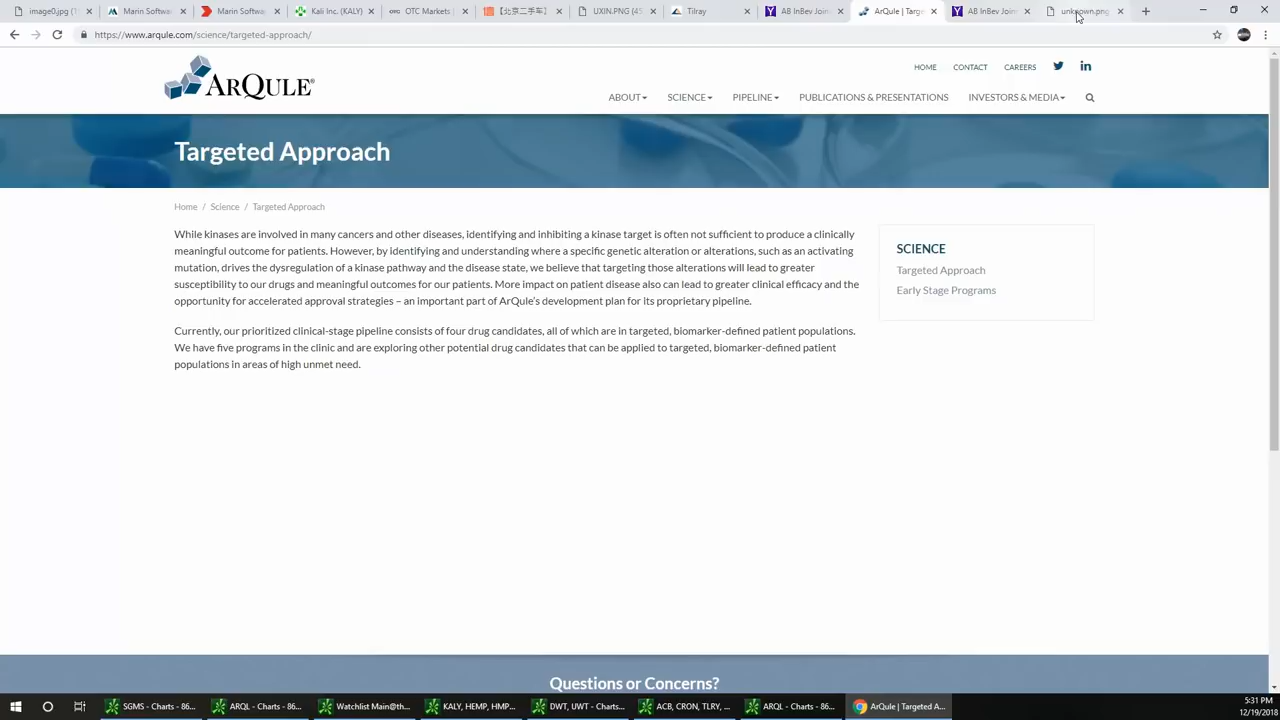 image0.jpg (1
Marin Softwa
Marin Softwa
Kali Inc. (KALY)
OTC Markets |
【北京二手车】
UXIN.PNG (45
Tilray
AB InBev Join
ArQule | Targe
AB InBev Join
unknown.png
https://www.arqule.com/science/targeted-approach/
HOME
CONTACT
CAREERS
ARQULE®
ABOUT
SCIENCE
PIPELINE
PUBLICATIONS & PRESENTATIONS
INVESTORS & MEDIA
Targeted Approach
Home / Science / Targeted Approach
While kinases are involved in many cancers and other diseases, identifying and inhibiting a kinase target is often not sufficient to produce a clinically
meaningful outcome for patients. However, by identifying and understanding where a specific genetic alteration or alterations, such as an activating
mutation, drives the dysregulation of a kinase pathway and the disease state, we believe that targeting those alterations will lead to greater
susceptibility to our drugs and meaningful outcomes for our patients. More impact on patient disease also can lead to greater clinical efficacy and the
opportunity for accelerated approval strategies – an important part of ArQule's development plan for its proprietary pipeline.
Currently, our prioritized clinical-stage pipeline consists of four drug candidates, all of which are in targeted, biomarker-defined patient populations.
We have five programs in the clinic and are exploring other potential drug candidates that can be applied to targeted, biomarker-defined patient
populations in areas of high unmet need.
SCIENCE
Targeted Approach
Early Stage Programs
Questions or Concerns?
SGMS - Charts - 86...
ARQL - Charts - 86...
Watchlist Main@th...
KALY, HEMP, HMP...
DWT, UWT - Charts...
ACB, CRON, TLRY, ...
ARQL - Charts - 86...
ArQule | Targeted A...
5:31 PM
12/19/2018